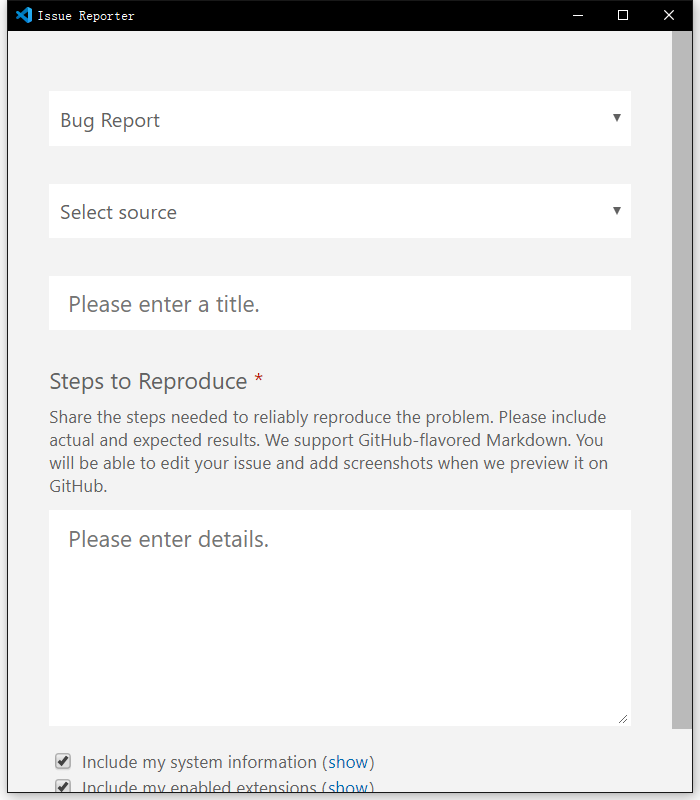 Issue Reporter
Bug Report
Select source
Please enter a title.
Steps to Reproduce *
Share the steps needed to reliably reproduce the problem. Please include
actual and expected results. We support GitHub-flavored Markdown. You
will be able to edit your issue and add screenshots when we preview it on
GitHub.
Please enter details.
Include my system information (show)
Include my enabled extensions (show)